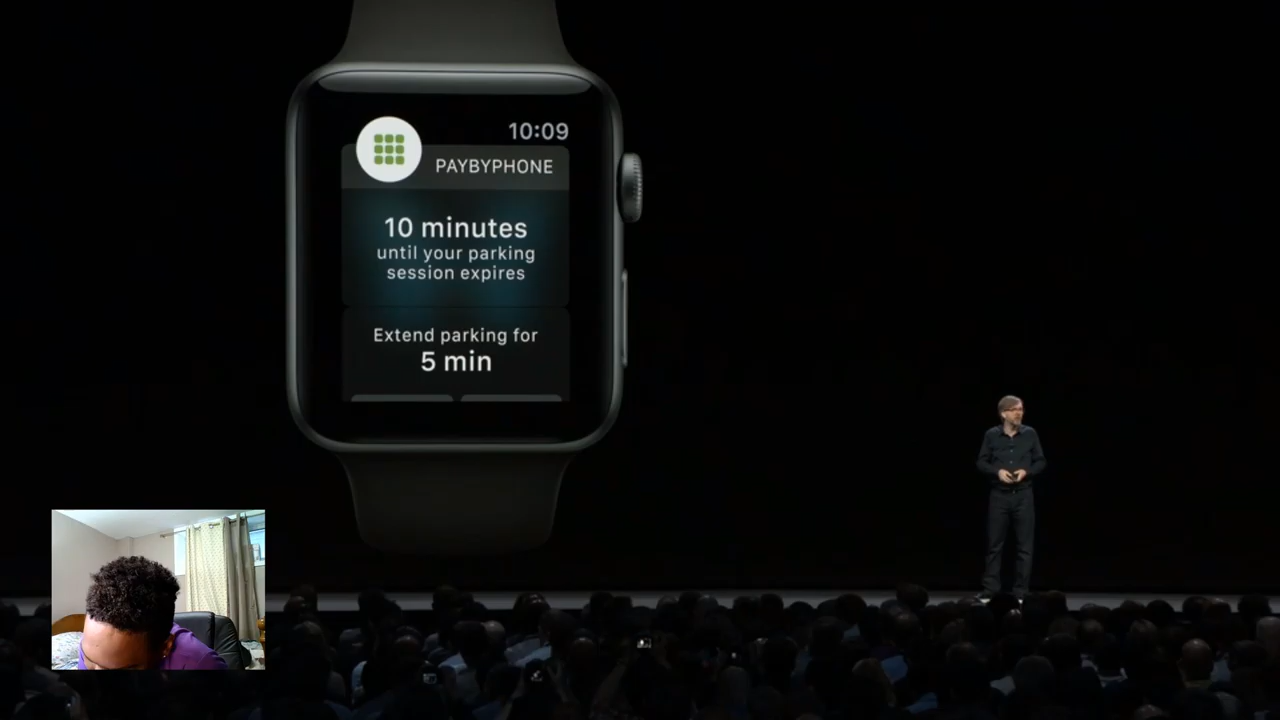 10:09
PAYBYPHONE
10 minutes
until your parking
session expires
Extend parking for
5 min